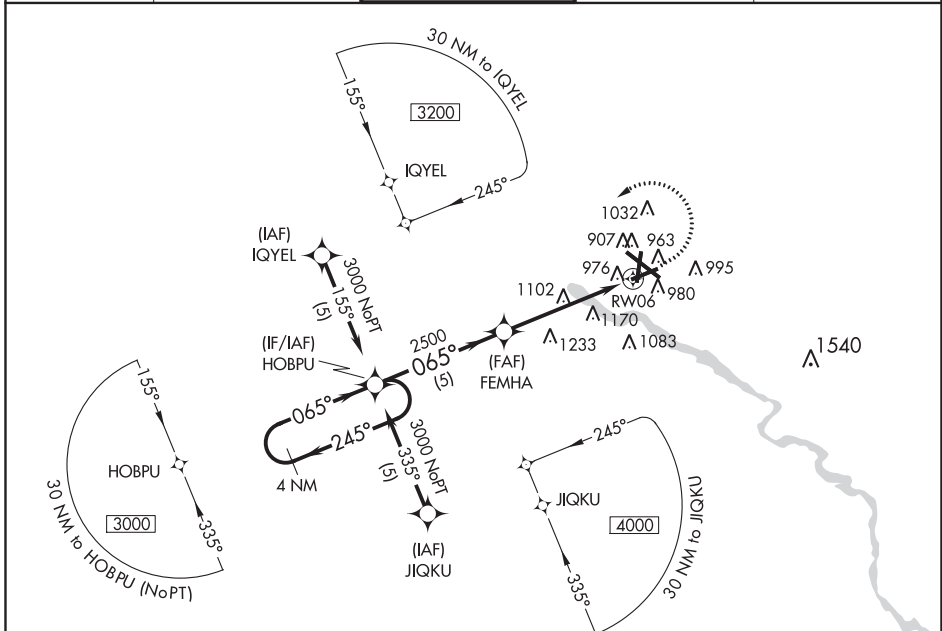 30 NM to IQYEL
155°
3200
IQYEL
245°
(IAF)
IQYEL
3000 NoPT
155°
(5)
1032
907
963
976
995
RW06
980
1102
1170
1233
1083
1540
(IF/IAF)
HOBPU
2500
065°
(5)
(FAF)
FEMHA
065°
245°
4 NM
3000 NoPT
335°
(5)
(IAF)
JIQKU
155°
HOBPU
3000
335°
30 NM to HOBPU (NoPT)
245°
JIQKU
4000
335°
30 NM to JIQKU